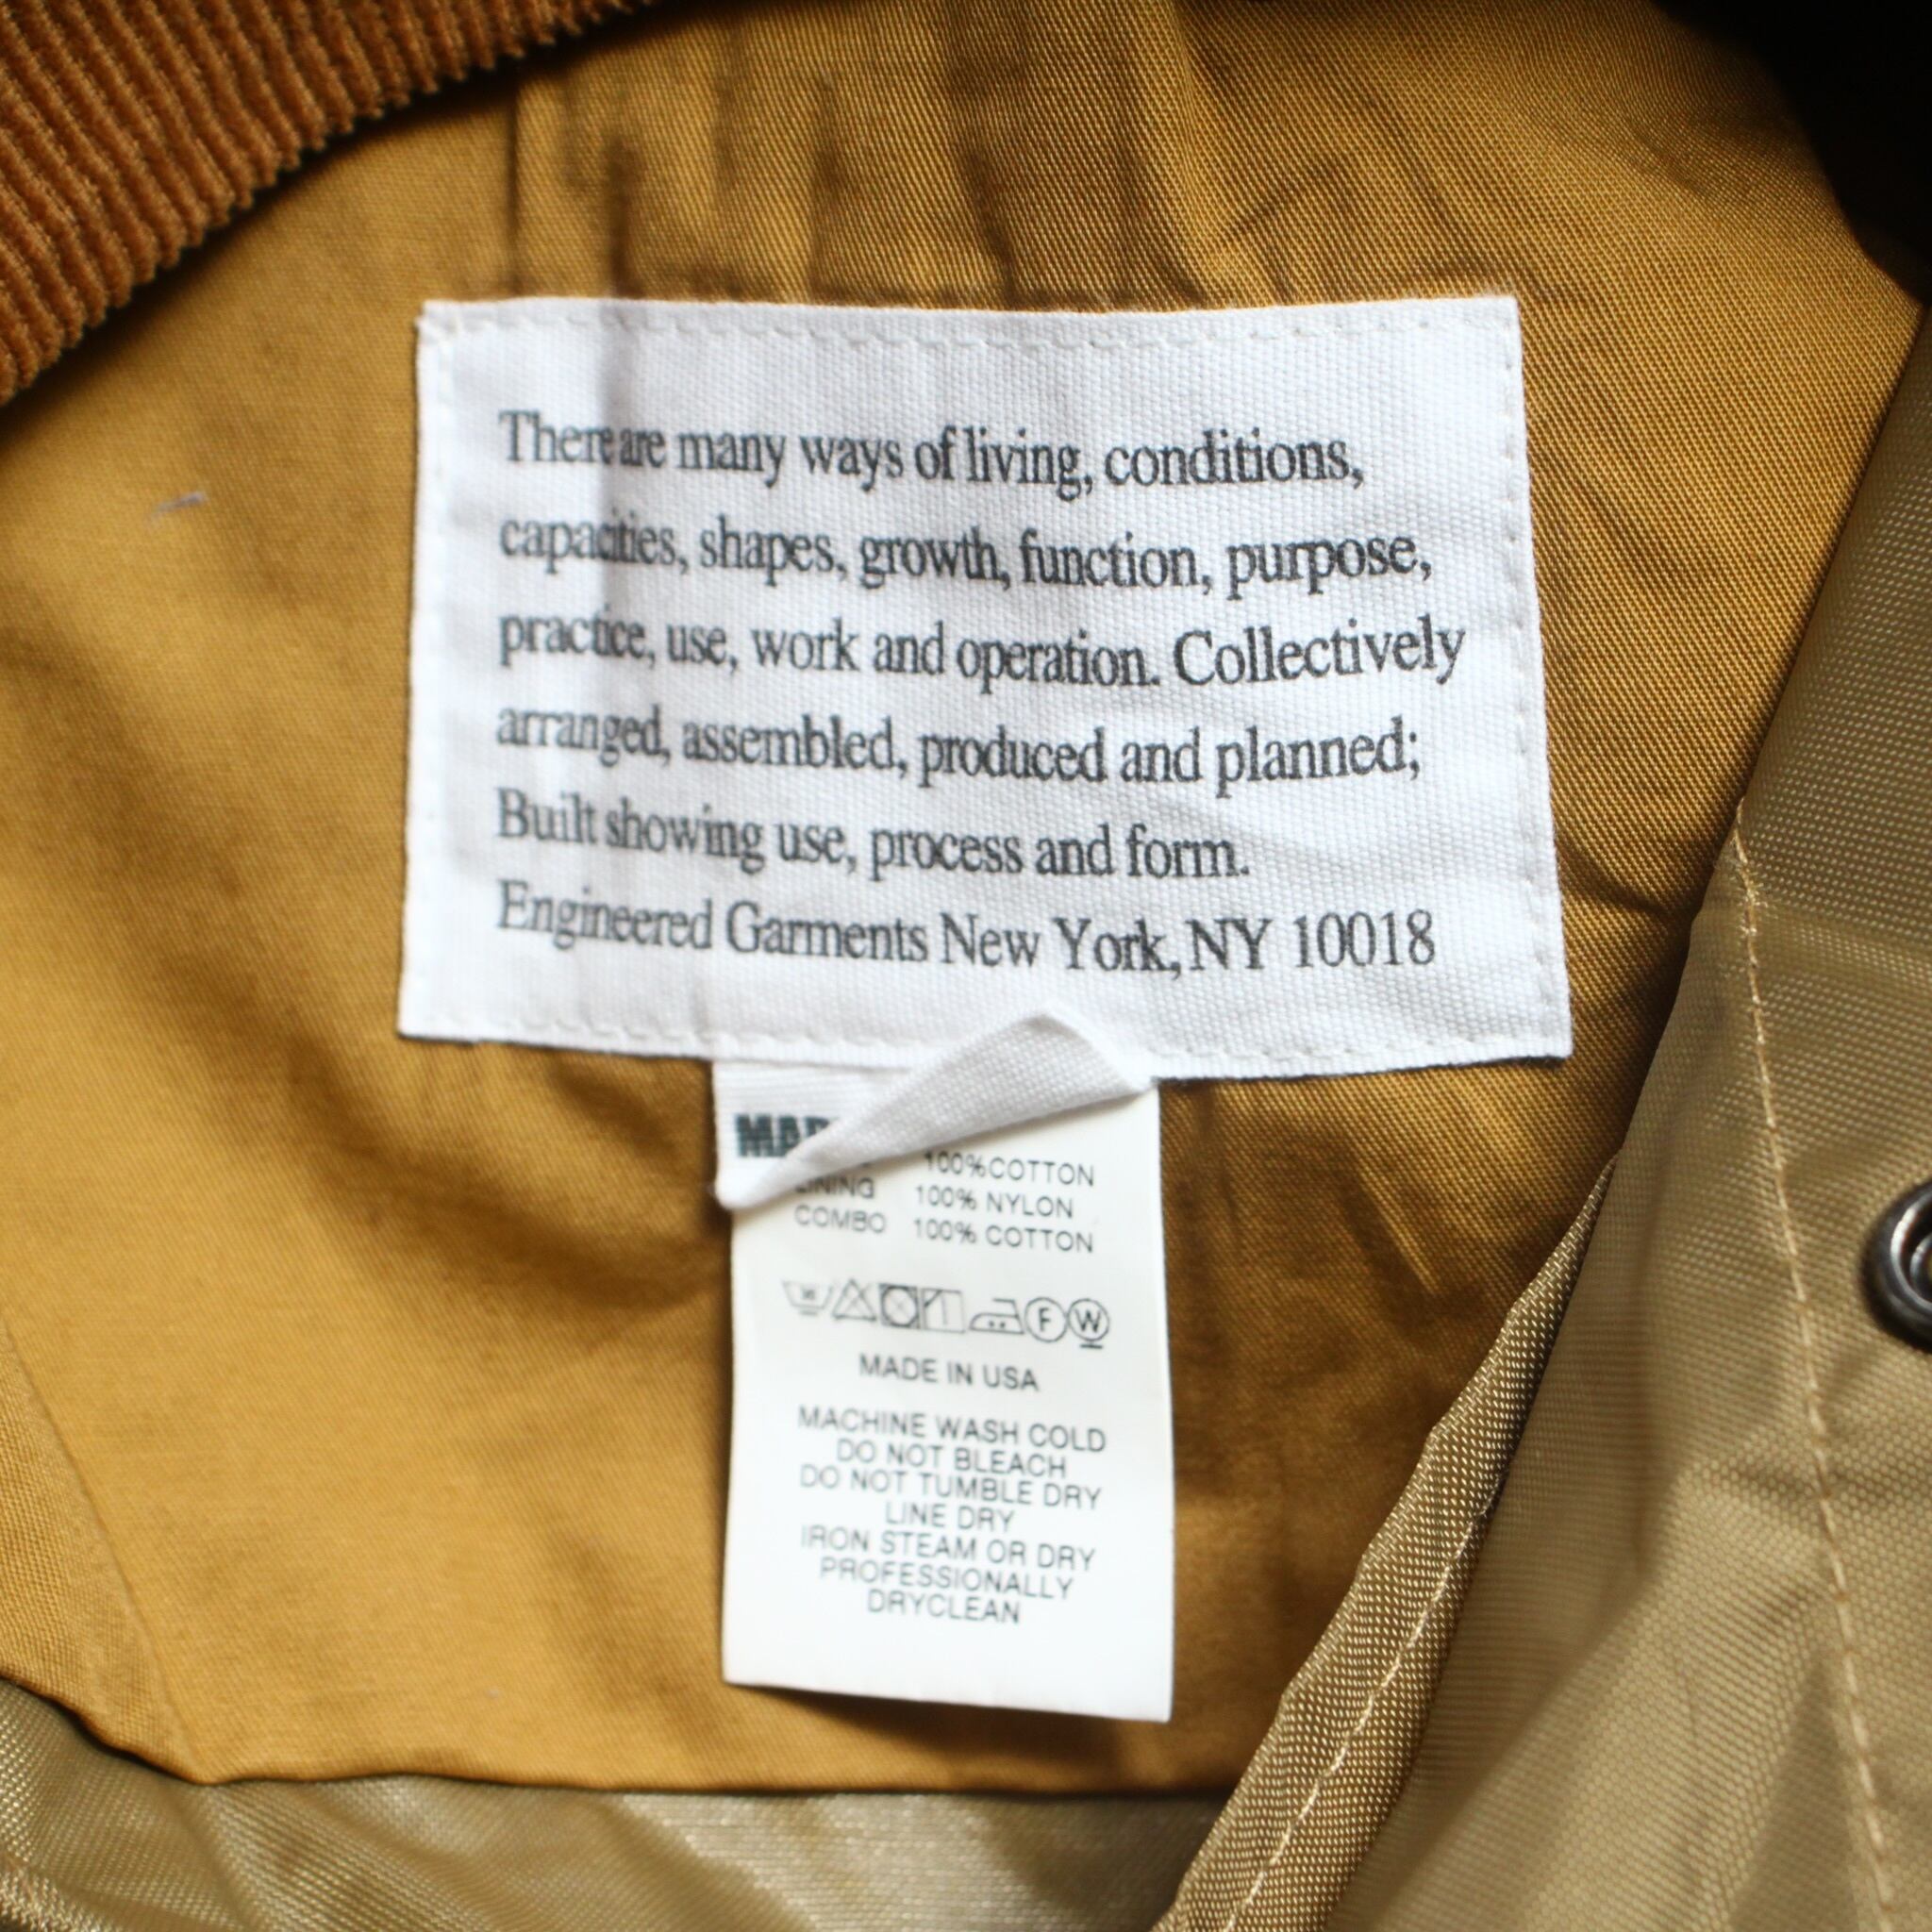 There are many ways of living, conditions,
capacities, shapes, growth, function, purpose,
practice, use, work and operation. Collectively
arranged, assembled, produced and planned;
Built showing use, process and form.
Engineered Garments New York, NY 10018
100%COTTON
LINING 100% NYLON
COMBO 100% COTTON
F W
MADE IN USA
MACHINE WASH COLD
DO NOT BLEACH
DO NOT TUMBLE DRY
LINE DRY
IRON STEAM OR DRY
PROFESSIONALLY
DRYCLEAN